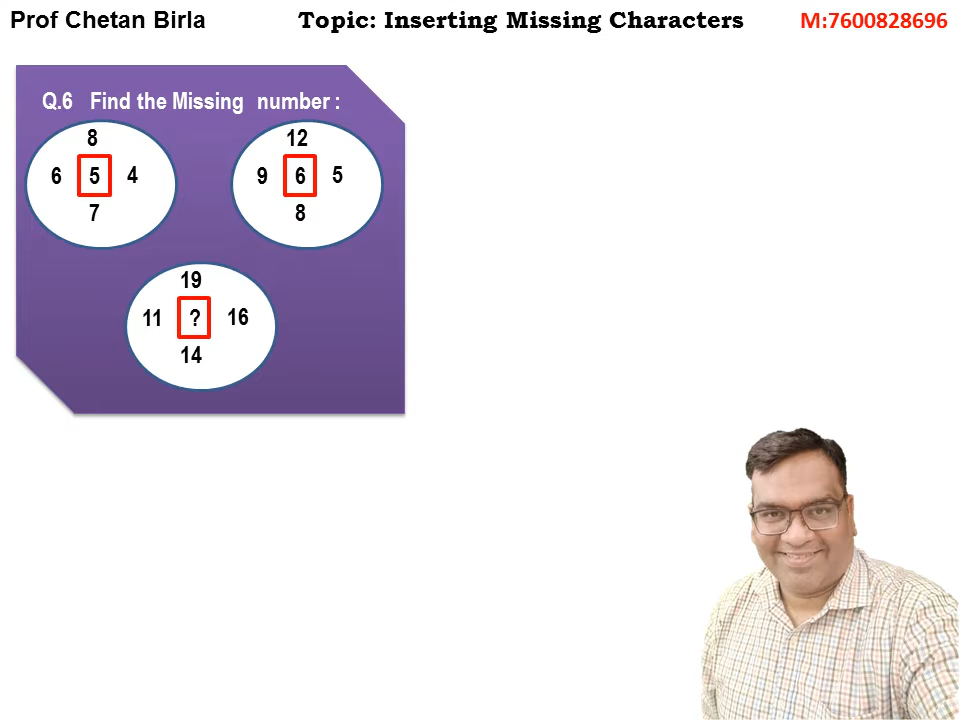 Prof Chetan Birla Topic: Inserting Missing Characters M:7600828696
Q.6 Find the Missing number :
8
6 5 4
7
12
9 6 5
8
19
11 ? 16
14